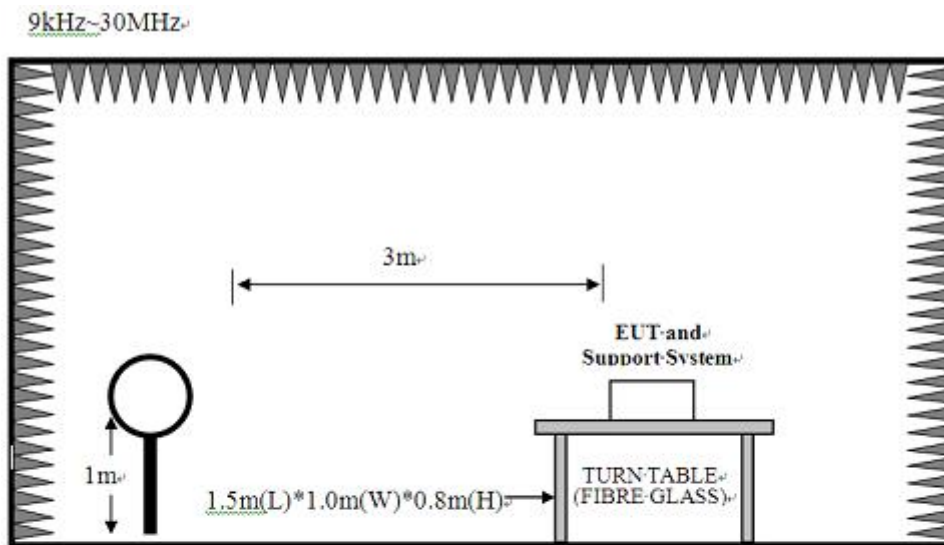 9kHz~30MHz
3m
EUT and
Support System
1m
1.5m(L)*1.0m(W)*0.8m(H)
TURN TABLE
(FIBRE GLASS)